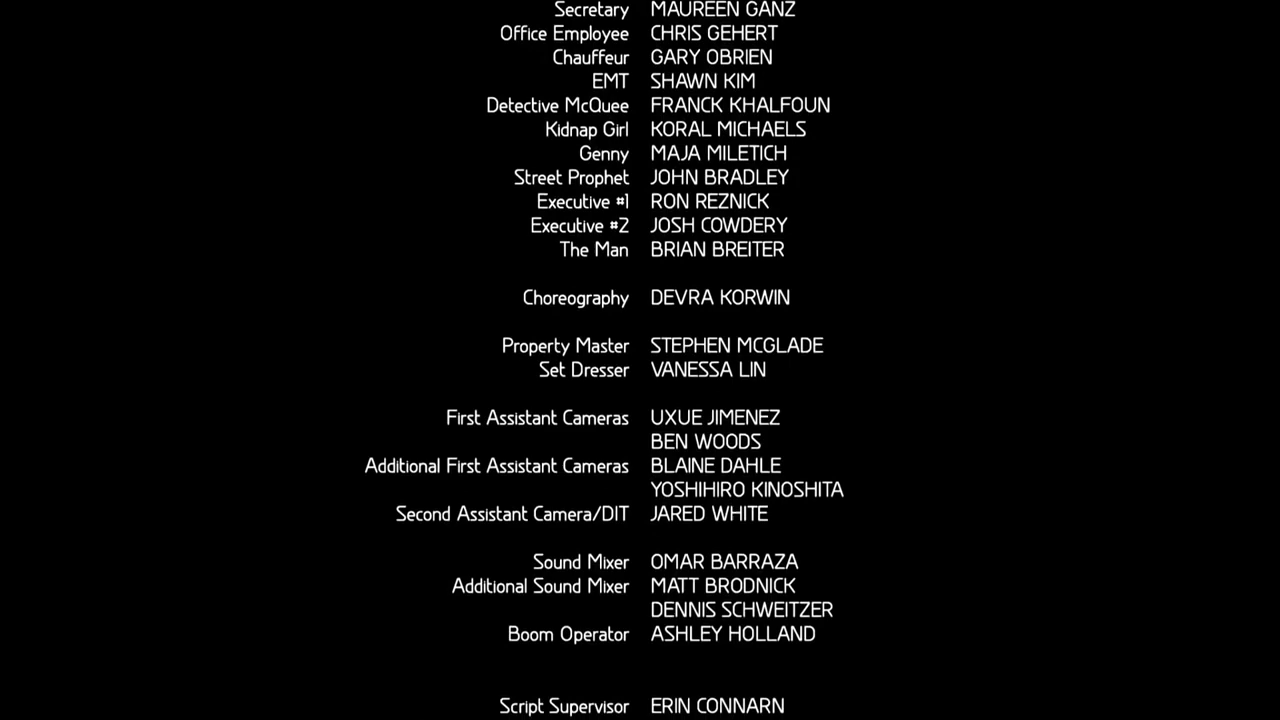 Secretary MAUREEN GANZ
Office Employee CHRIS GEHERT
Chauffeur GARY OBRIEN
EMT SHAWN KIM
Detective McQuee FRANCK KHALFOUN
Kidnap Girl KORAL MICHAELS
Genny MAJA MILETICH
Street Prophet JOHN BRADLEY
Executive #1 RON REZNICK
Executive #2 JOSH COWDERY
The Man BRIAN BREITER
Choreography DEVRA KORWIN
Property Master STEPHEN MCGLADE
Set Dresser VANESSA LIN
First Assistant Cameras UXUE JIMENEZ
BEN WOODS
Additional First Assistant Cameras BLAINE DAHLE
YOSHIHIRO KINOSHITA
Second Assistant Camera/DIT JARED WHITE
Sound Mixer OMAR BARRAZA
Additional Sound Mixer MATT BRODNICK
DENNIS SCHWEITZER
Boom Operator ASHLEY HOLLAND
Script Supervisor ERIN CONNARN